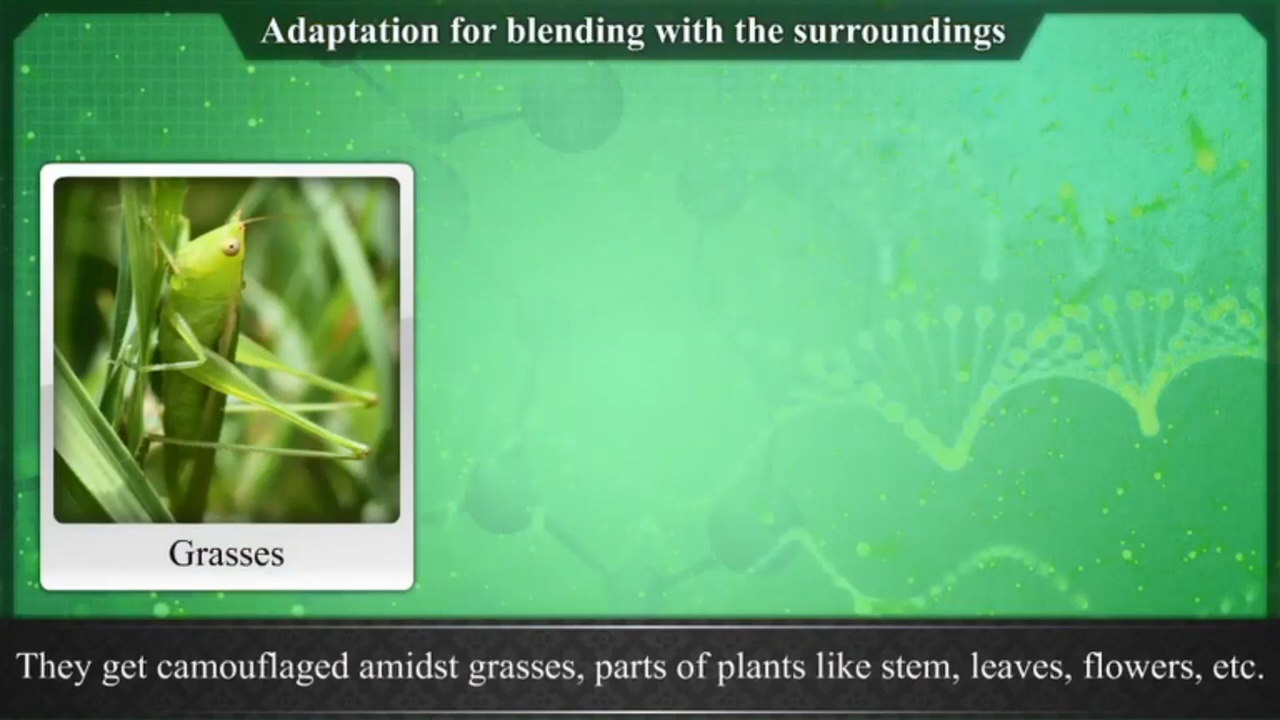 Adaptation for blending with the surroundings
Grasses
They get camouflaged amidst grasses, parts of plants like stem, leaves, flowers, etc.